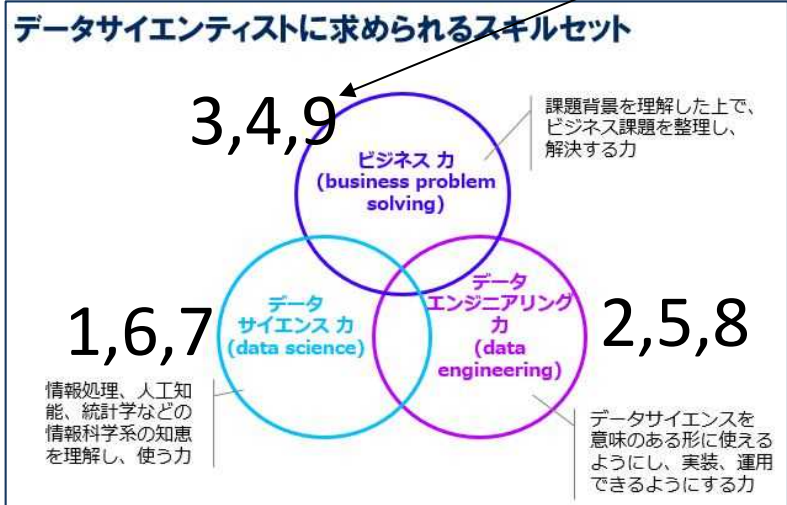 データサイエンティストに求められるスキルセット
3,4,9
課題背景を理解した上で、
ビジネス課題を整理し、
解決する力
ビジネス 力
(business problem
solving)
1,6,7
データ
サイエンス 力
(data science)
データ
エンジニアリング
力
(data
engineering)
2,5,8
情報処理、人工知
能、統計学などの
情報科学系の知恵
を理解し、使う力
データサイエンスを
意味のある形に使える
ようにし、実装、運用
できるようにする力